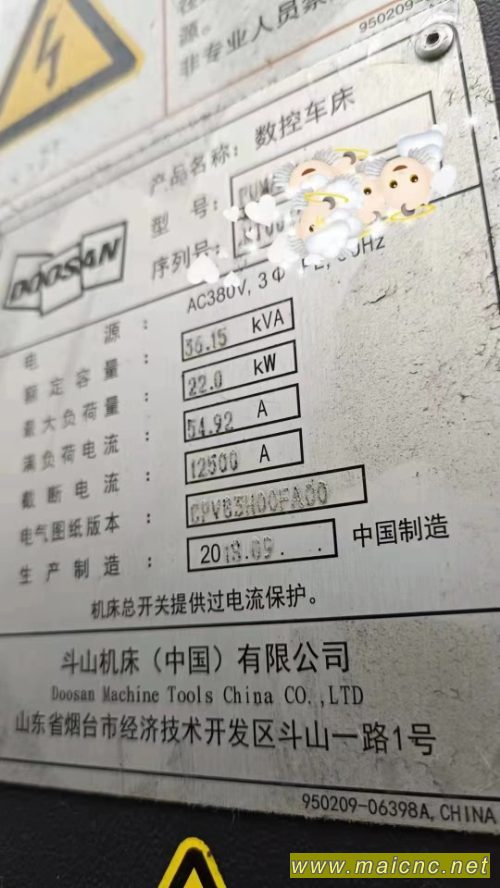 源。
非专业人员禁
950209-
DOOSAN
产品名称： 数控车床
型 号：
序列号：
电 源： AC380V, 3Φ
额定容量： 36.15 kVA
最大负荷量： 22.0 kW
满负荷电流： 54.92 A
截断电流： 12500 A
电气图纸版本： CPV83H00FA00
生产制造： 2018.09. 中国制造
机床总开关提供过电流保护。
斗山机床（中国）有限公司
Doosan Machine Tools China CO.,LTD
山东省烟台市经济技术开发区斗山一路1号
950209-06398A, CHINA
www.maicnc.net